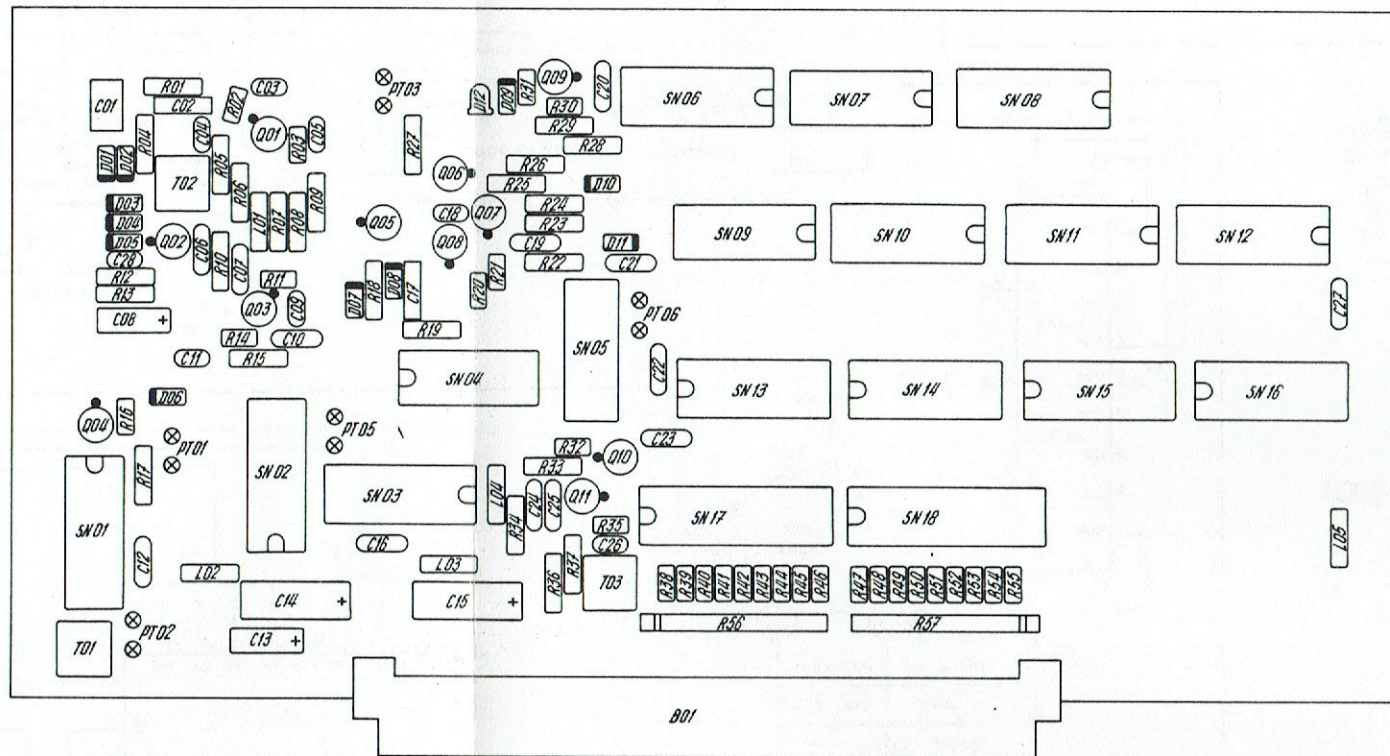 R01
C03
C01
C02
R02
PT03
D12
D09
R31
Q09
C20
SN06
SN07
SN08
R30
R29
R28
R04
C04
Q01
R03
C05
R27
D01
D02
T02
R05
R06
R09
Q06
R26
R25
D10
D03
D04
D05
Q02
C06
L01
R07
R08
Q05
C18
Q07
Q08
R24
R23
C19
D11
C21
R22
SN09
SN10
SN11
SN12
C28
R12
R13
C08 +
R10
C07
R11
Q03
C09
D07
R18
D08
C17
R20
R21
SN05
PT06
C27
R14
C10
C11
R15
R19
SN04
C22
SN13
SN14
SN15
SN16
Q04
R16
D06
PT01
PT05
R17
SN02
SN03
R32
R33
Q10
C23
SN01
L04
R34
C24
C25
Q11
R35
C26
SN17
SN18
L05
C12
C16
L02
L03
R36
R37
T03
C14 +
C15 +
C13 +
R38
R39
R40
R41
R42
R43
R44
R45
R46
R47
R48
R49
R50
R51
R52
R53
R54
R55
R56
R57
T01
PT02
B01